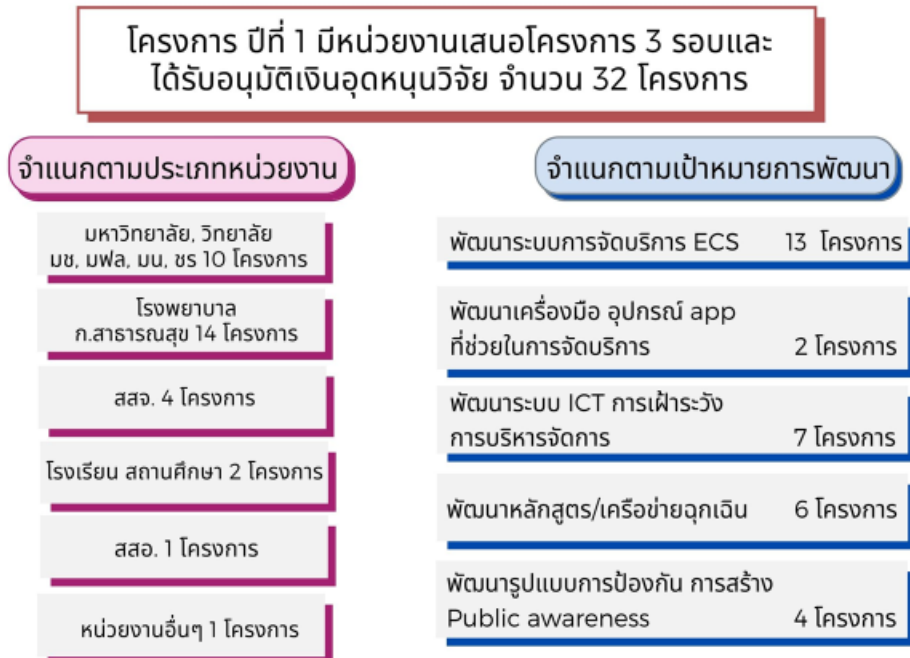 โครงการ ปีที่ 1 มีหน่วยงานเสนอโครงการ 3 รอบและ
ได้รับอนุมัติเงินอุดหนุนวิจัย จำนวน 32 โครงการ
จำแนกตามประเภทหน่วยงาน
มหาวิทยาลัย, วิทยาลัย
มช, มฟล, มน, ชร 10 โครงการ
โรงพยาบาล
ก.สาธารณสุข 14 โครงการ
สสจ. 4 โครงการ
โรงเรียน สถานศึกษา 2 โครงการ
สสอ. 1 โครงการ
หน่วยงานอื่นๆ 1 โครงการ
จำแนกตามเป้าหมายการพัฒนา
พัฒนาระบบการจัดบริการ ECS 13 โครงการ
พัฒนาเครื่องมือ อุปกรณ์ app
ที่ช่วยในการจัดบริการ 2 โครงการ
พัฒนาระบบ ICT การเฝ้าระวัง
การบริหารจัดการ 7 โครงการ
พัฒนาหลักสูตร/เครือข่ายฉุกเฉิน 6 โครงการ
พัฒนารูปแบบการป้องกัน การสร้าง
Public awareness 4 โครงการ